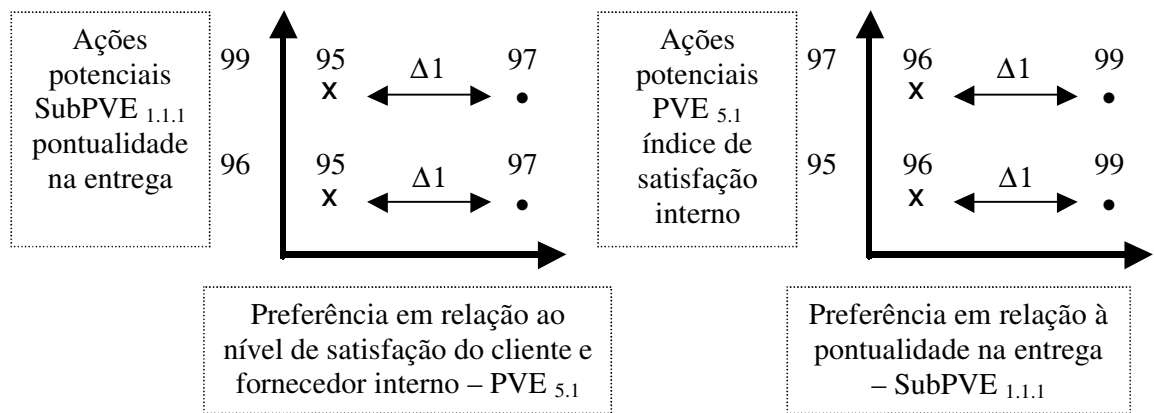 Ações
potenciais
SubPVE 1.1.1
pontualidade
na entrega
99 95 Δ1 97
x •
96 95 Δ1 97
x •
Preferência em relação ao
nível de satisfação do cliente e
fornecedor interno – PVE 5.1
Ações
potenciais
PVE 5.1
índice de
satisfação
interno
97 96 Δ1 99
x •
95 96 Δ1 99
x •
Preferência em relação à
pontualidade na entrega
– SubPVE 1.1.1